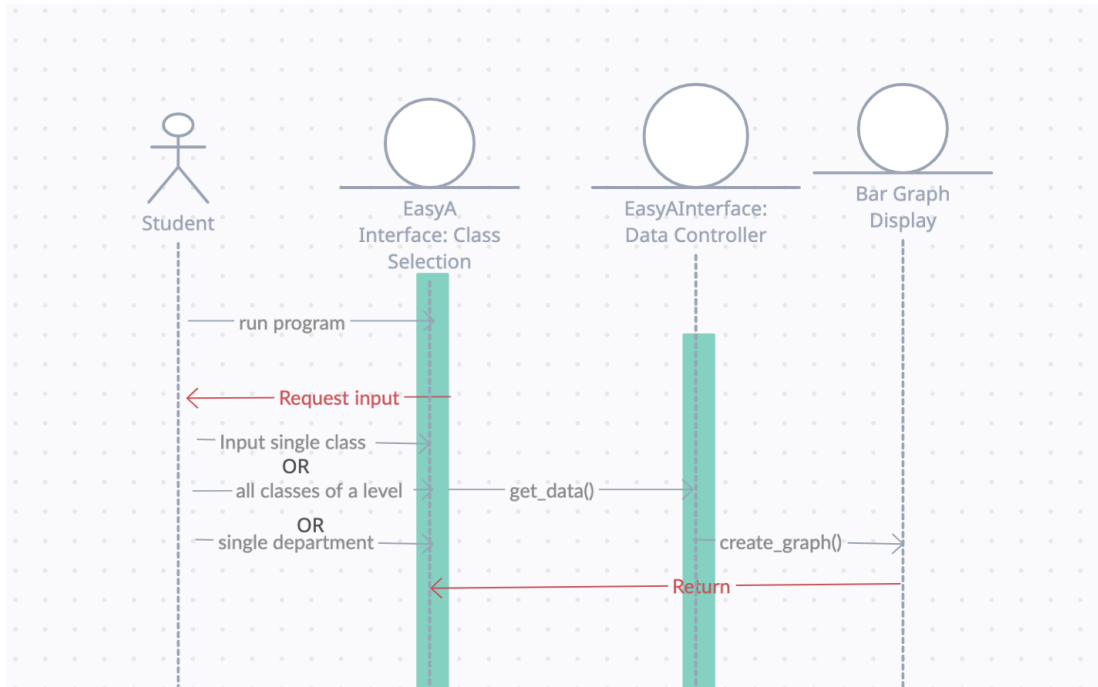 Student
EasyA
Interface: Class
Selection
EasyAInterface:
Data Controller
Bar Graph
Display
run program
Request input
Input single class
OR
all classes of a level
get_data()
OR
single department
create_graph()
Return